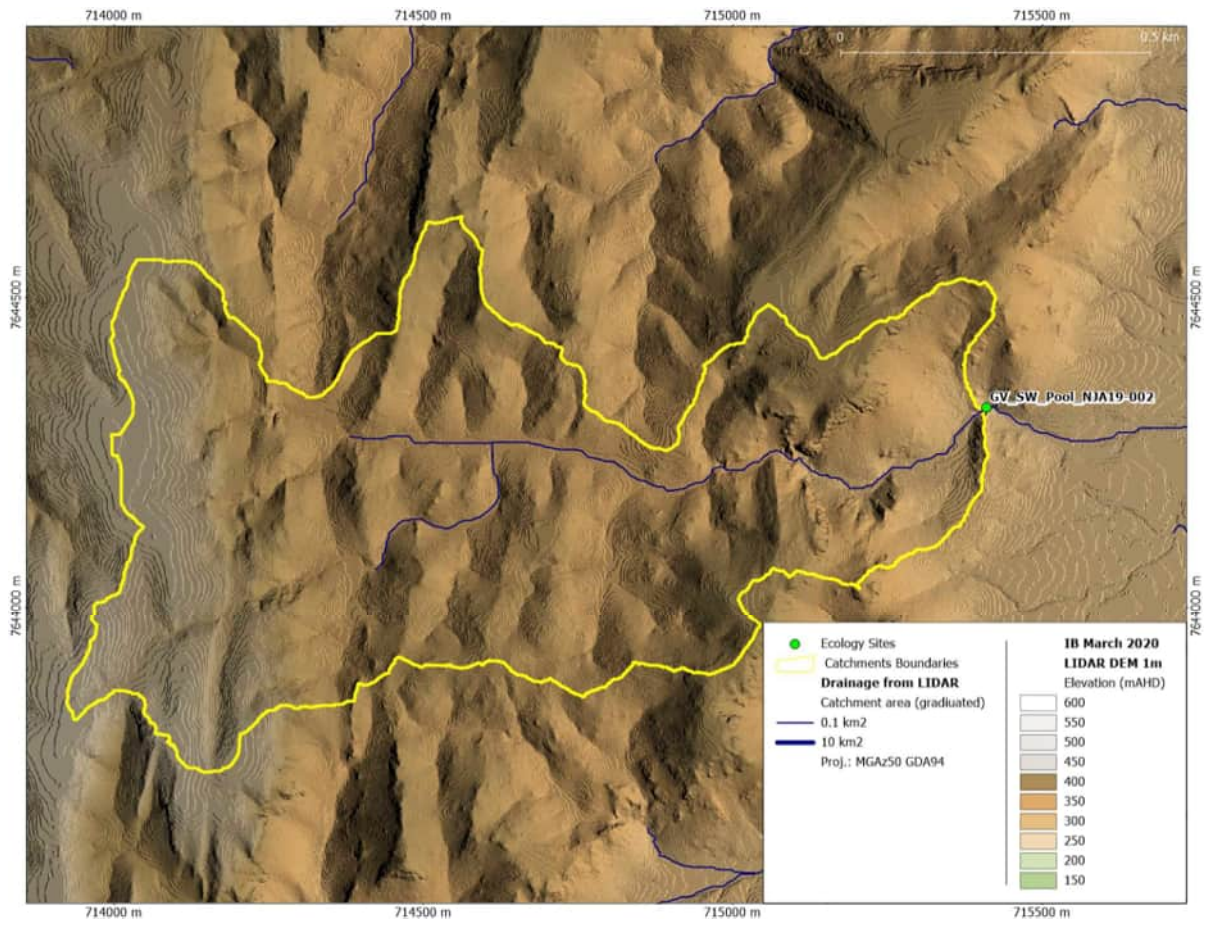 714000 m 714500 m 715000 m 715500 m
0 0.5 km
7644500 m 7644500 m
GV_SW_Pool_NJA19-002
7644000 m 7644000 m
Ecology Sites
Catchments Boundaries
Drainage from LIDAR
Catchment area (gradiuated)
0.1 km2
10 km2
Proj.: MGAz50 GDA94
IB March 2020
LIDAR DEM 1m
Elevation (mAHD)
600
550
500
450
400
350
300
250
200
150
714000 m 714500 m 715000 m 715500 m